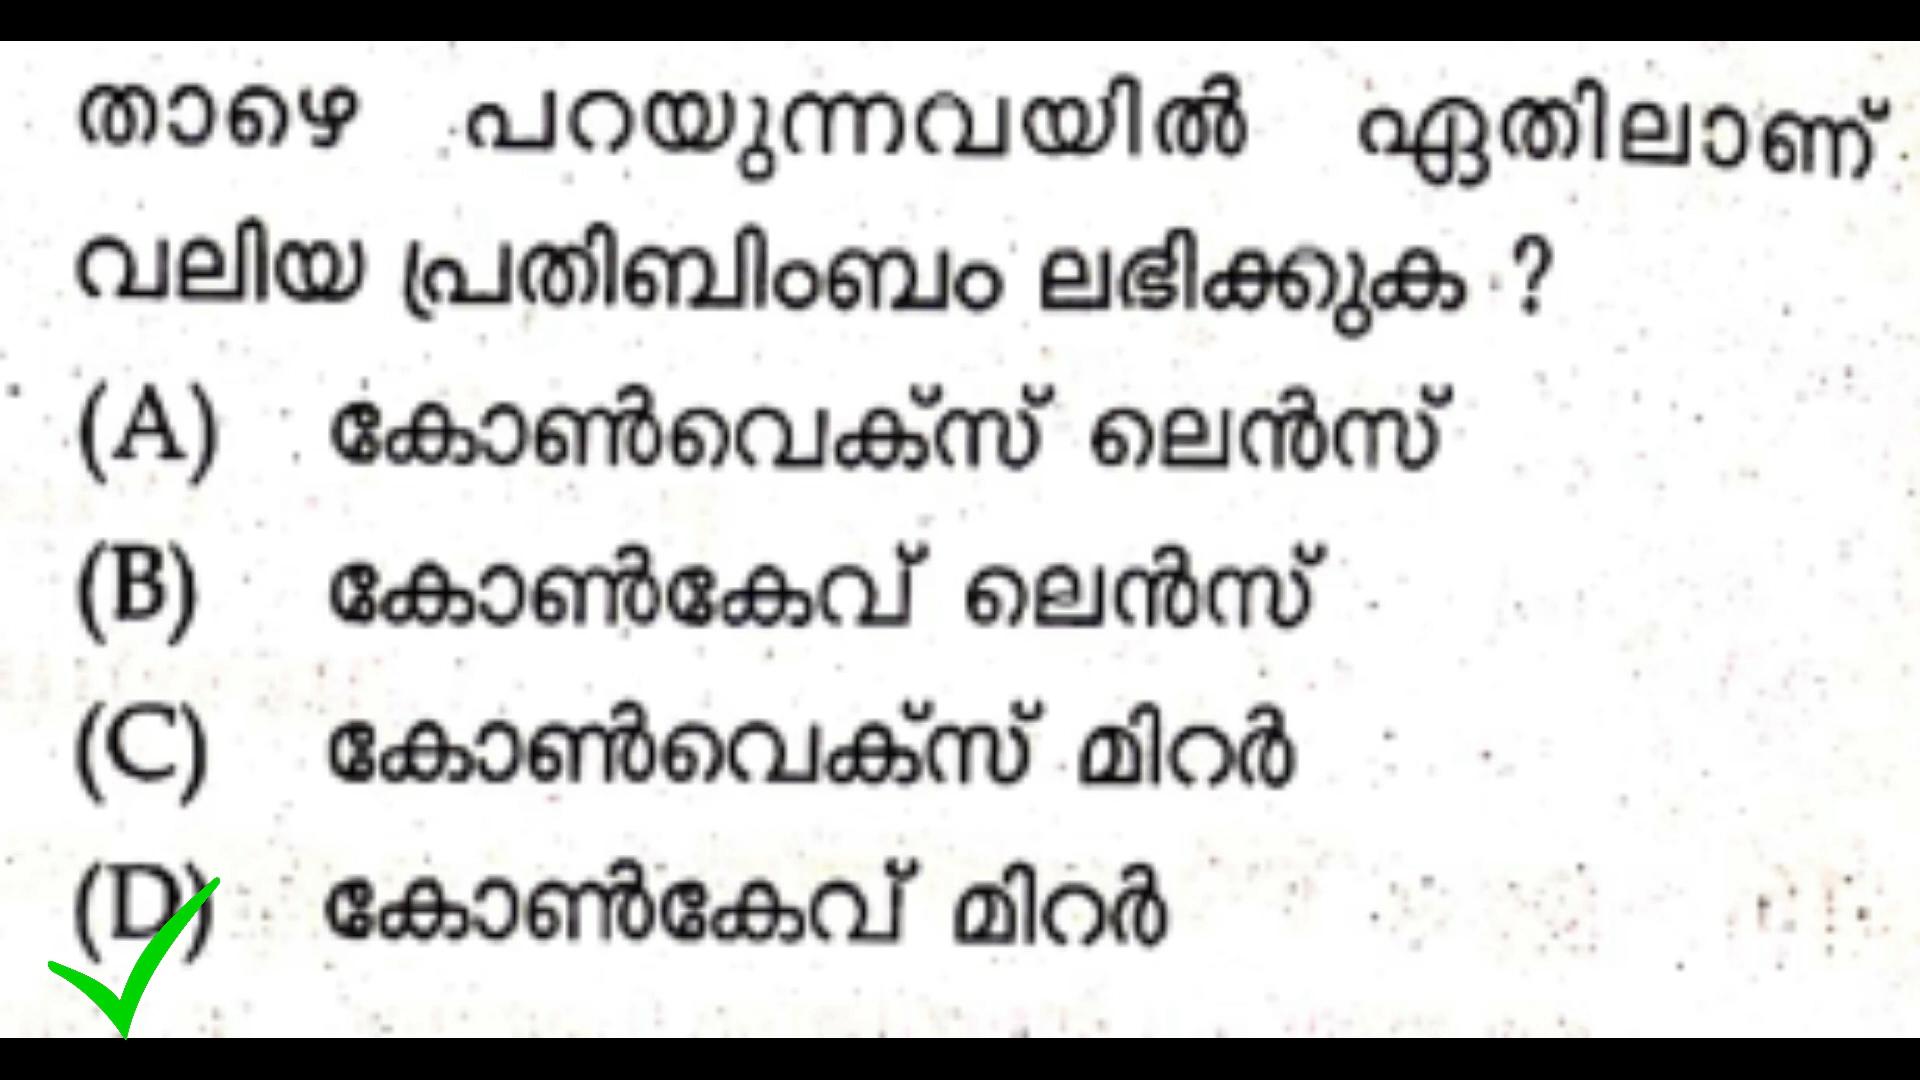 താഴെ പറയുന്നവയിൽ ഏതിലാണ്
വലിയ പ്രതിബിംബം ലഭിക്കുക ?
(A) കോൺവെക്സ് ലെൻസ്
(B) കോൺകേവ് ലെൻസ്
(C) കോൺവെക്സ് മിറർ
(D) കോൺകേവ് മിറർ